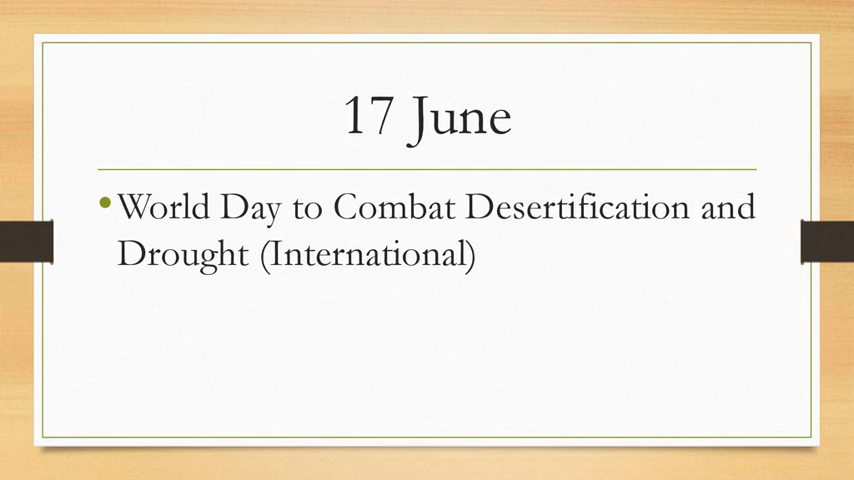 17 June
•World Day to Combat Desertification and
Drought (International)